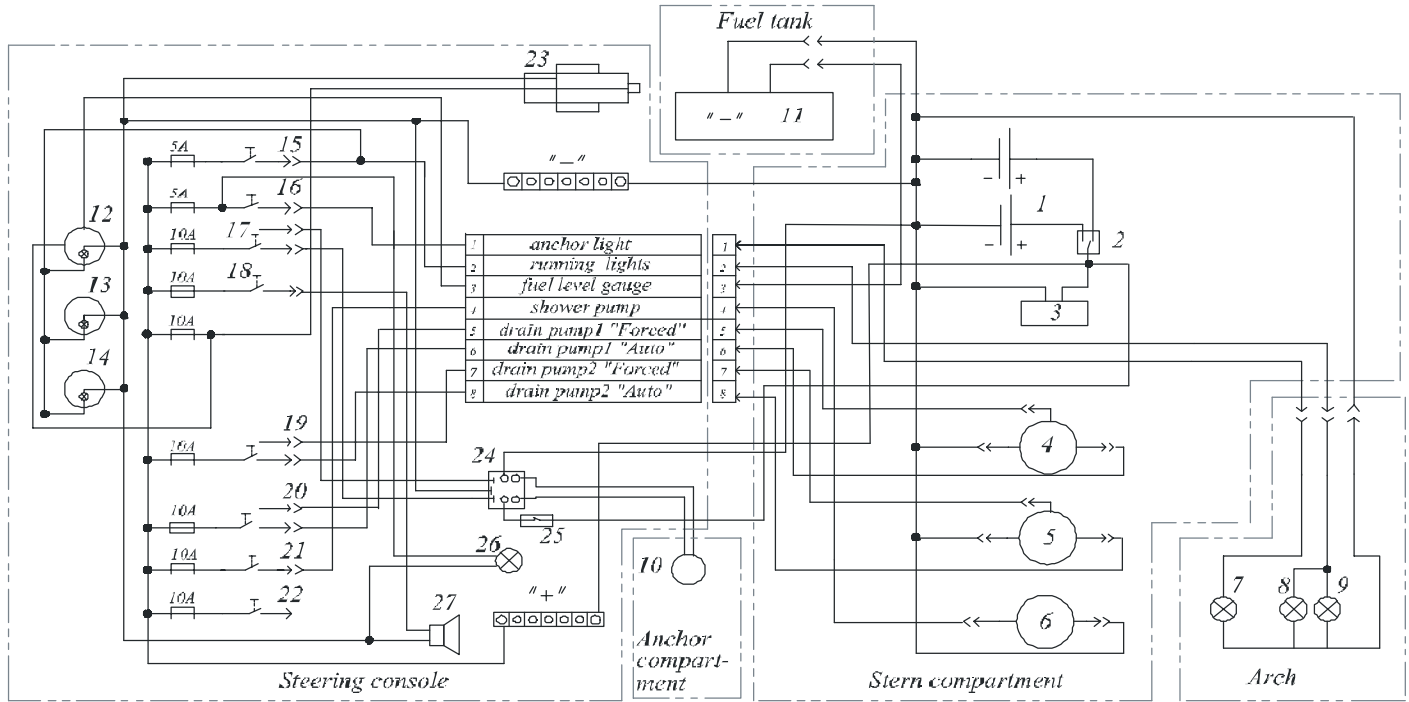 Fuel tank
"−" 11
23
15
5A
"−"
16
5A
− +
1
12
17
10A
− +
2
1 anchor light 1
2 running lights 2
3 fuel level gauge 3
4 shower pump 4
5 drain pump1 "Forced" 5
6 drain pump1 "Auto" 6
7 drain pump2 "Forced" 7
8 drain pump2 "Auto" 8
18
10A
13
3
10A
14
19
10A
4
24
20
10A
25
5
26
21
10A
10
"+"
22
10A
27
6
7 8 9
Anchor
compart-
ment
Steering console
Stern compartment
Arch